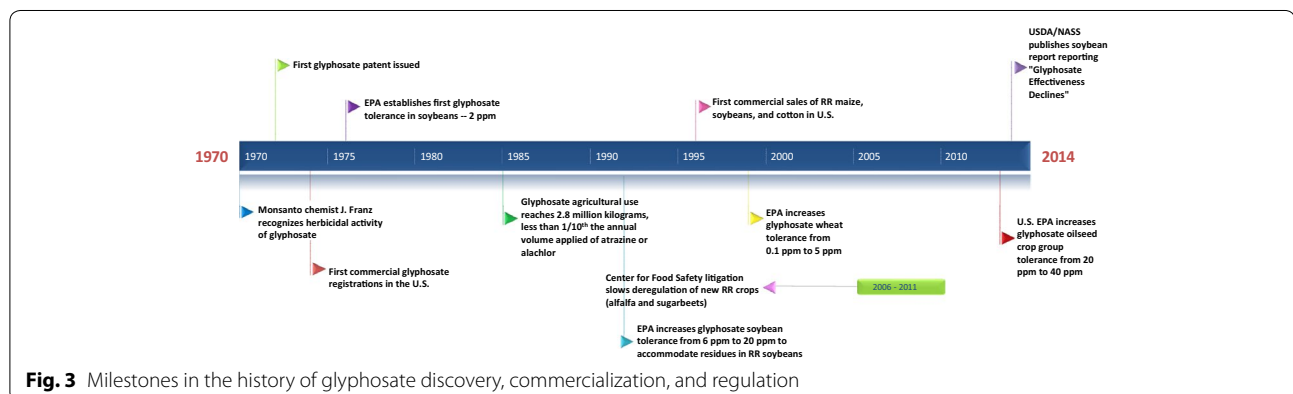 USDA/NASS
publishes soybean
report reporting
"Glyphosate
Effectiveness
Declines"
First glyphosate patent issued
EPA establishes first glyphosate
tolerance in soybeans -- 2 ppm
First commercial sales of RR maize,
soybeans, and cotton in U.S.
1970
1970
1975
1980
1985
1990
1995
2000
2005
2010
2014
Monsanto chemist J. Franz
recognizes herbicidal activity
of glyphosate
First commercial glyphosate
registrations in the U.S.
Glyphosate agricultural use
reaches 2.8 million kilograms,
less than 1/10th the annual
volume applied of atrazine or
alachlor
EPA increases
glyphosate wheat
tolerance from
0.1 ppm to 5 ppm
U.S. EPA increases
glyphosate oilseed
crop group
tolerance from 20
ppm to 40 ppm
Center for Food Safety litigation
slows deregulation of new RR crops
(alfalfa and sugarbeets)
2006 - 2011
EPA increases glyphosate soybean
tolerance from 6 ppm to 20 ppm to
accommodate residues in RR soybeans
Fig. 3 Milestones in the history of glyphosate discovery, commercialization, and regulation